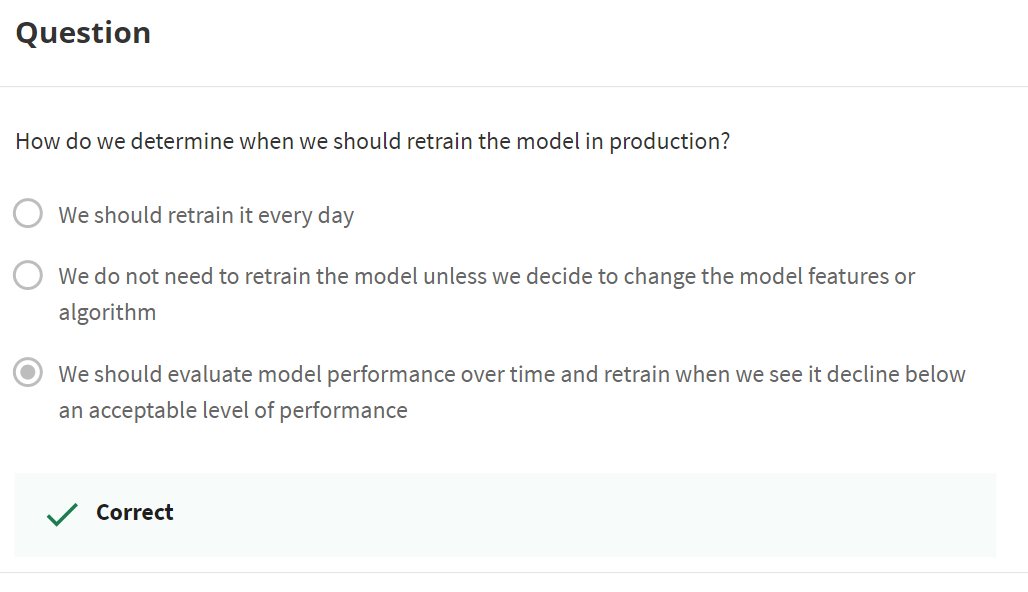 Question
How do we determine when we should retrain the model in production?
We should retrain it every day
We do not need to retrain the model unless we decide to change the model features or
algorithm
We should evaluate model performance over time and retrain when we see it decline below
an acceptable level of performance
Correct